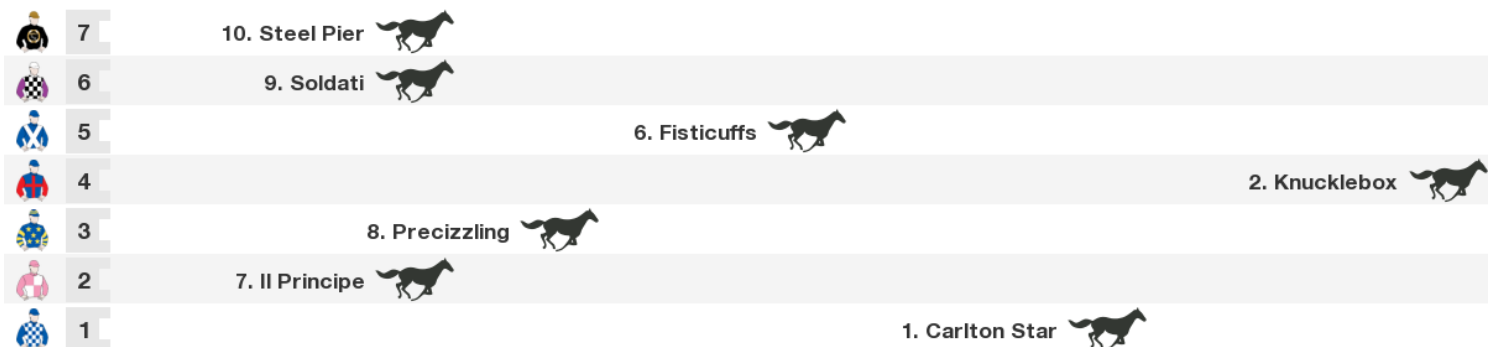 7 10. Steel Pier
6 9. Soldati
5 6. Fisticuffs
4 2. Knucklebox
3 8. Precizzling
2 7. Il Principe
1 1. Carlton Star